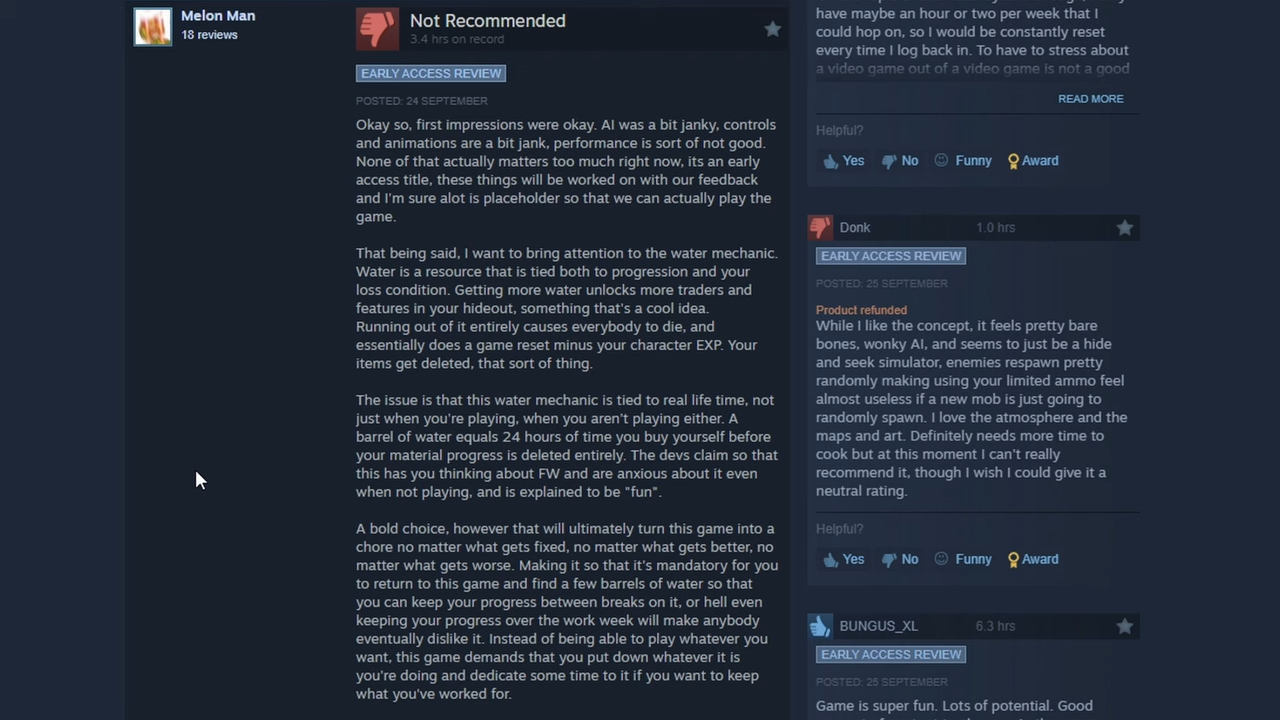 Melon Man
18 reviews
Not Recommended
3.4 hrs on record
EARLY ACCESS REVIEW
POSTED: 24 SEPTEMBER
Okay so, first impressions were okay. AI was a bit janky, controls
and animations are a bit jank, performance is sort of not good.
None of that actually matters too much right now, its an early
access title, these things will be worked on with our feedback
and I'm sure alot is placeholder so that we can actually play the
game.
That being said, I want to bring attention to the water mechanic.
Water is a resource that is tied both to progression and your
loss condition. Getting more water unlocks more traders and
features in your hideout, something that's a cool idea.
Running out of it entirely causes everybody to die, and
essentially does a game reset minus your character EXP. Your
items get deleted, that sort of thing.
The issue is that this water mechanic is tied to real life time, not
just when you're playing, when you aren't playing either. A
barrel of water equals 24 hours of time you buy yourself before
your material progress is deleted entirely. The devs claim so that
this has you thinking about FW and are anxious about it even
when not playing, and is explained to be "fun".
A bold choice, however that will ultimately turn this game into a
chore no matter what gets fixed, no matter what gets better, no
matter what gets worse. Making it so that it's mandatory for you
to return to this game and find a few barrels of water so that
you can keep your progress between breaks on it, or hell even
keeping your progress over the work week will make anybody
eventually dislike it. Instead of being able to play whatever you
want, this game demands that you put down whatever it is
you're doing and dedicate some time to it if you want to keep
what you've worked for.
have maybe an hour or two per week that I
could hop on, so I would be constantly reset
every time I log back in. To have to stress about
a video game out of a video game is not a good
READ MORE
Helpful?
Yes No Funny Award
Donk 1.0 hrs
EARLY ACCESS REVIEW
POSTED: 25 SEPTEMBER
Product refunded
While I like the concept, it feels pretty bare
bones, wonky AI, and seems to just be a hide
and seek simulator, enemies respawn pretty
randomly making using your limited ammo feel
almost useless if a new mob is just going to
randomly spawn. I love the atmosphere and the
maps and art. Definitely needs more time to
cook but at this moment I can't really
recommend it, though I wish I could give it a
neutral rating.
Helpful?
Yes No Funny Award
BUNGUS_XL 6.3 hrs
EARLY ACCESS REVIEW
POSTED: 25 SEPTEMBER
Game is super fun. Lots of potential. Good